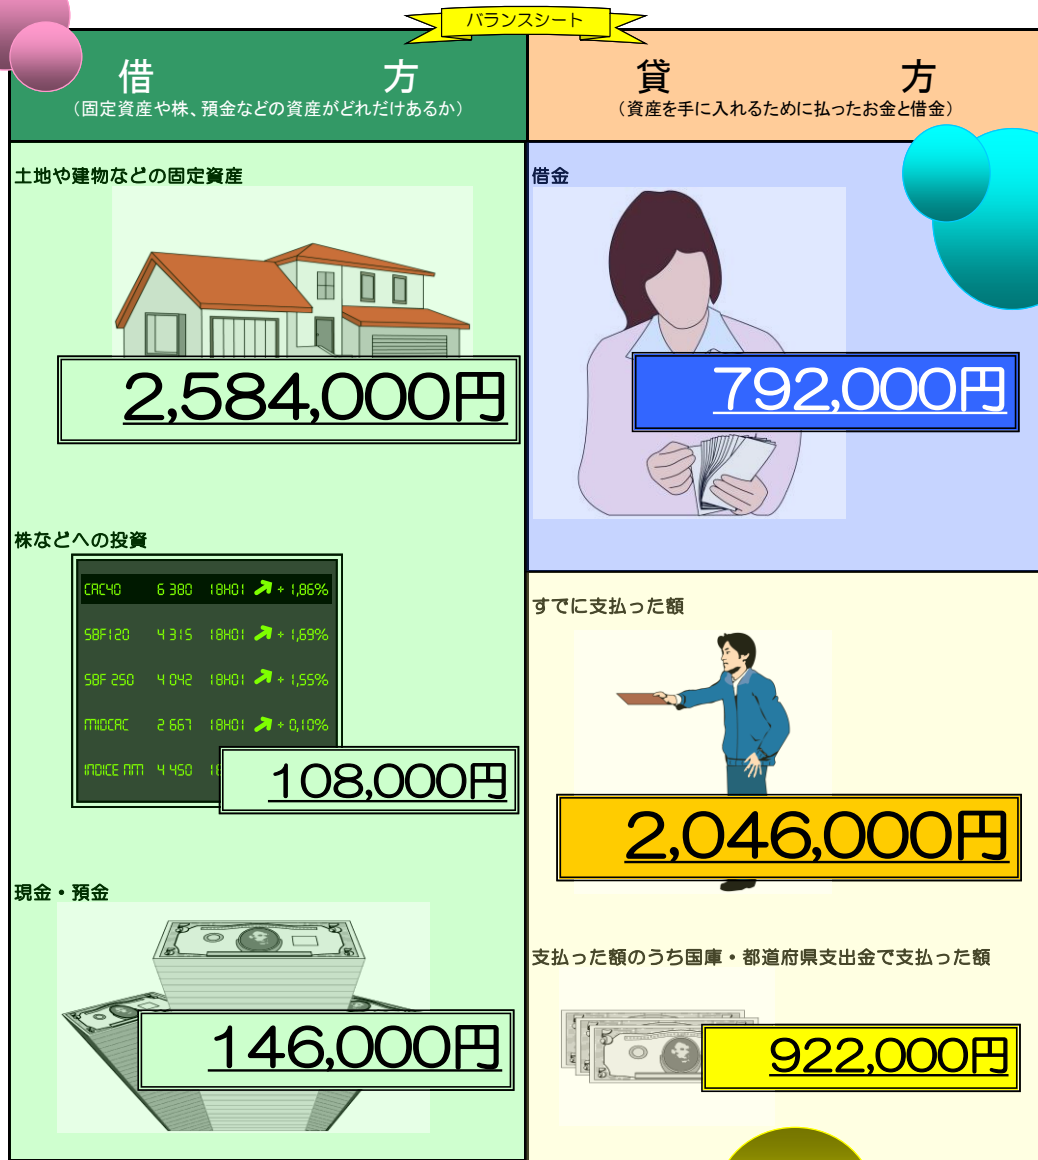 バランスシート
借 方
（固定資産や株、預金などの資産がどれだけあるか）
貸 方
（資産を手に入れるために払ったお金と借金）
土地や建物などの固定資産
2,584,000円
株などへの投資
CAC40 6 380 18H01 + 1,86%
SBF120 4 315 18H01 + 1,69%
SBF 250 4 042 18H01 + 1,55%
MIDCAC 2 667 18H01 + 0,10%
INDICE NM 4 450
108,000円
現金・預金
146,000円
借金
792,000円
すでに支払った額
2,046,000円
支払った額のうち国庫・都道府県支出金で支払った額
922,000円